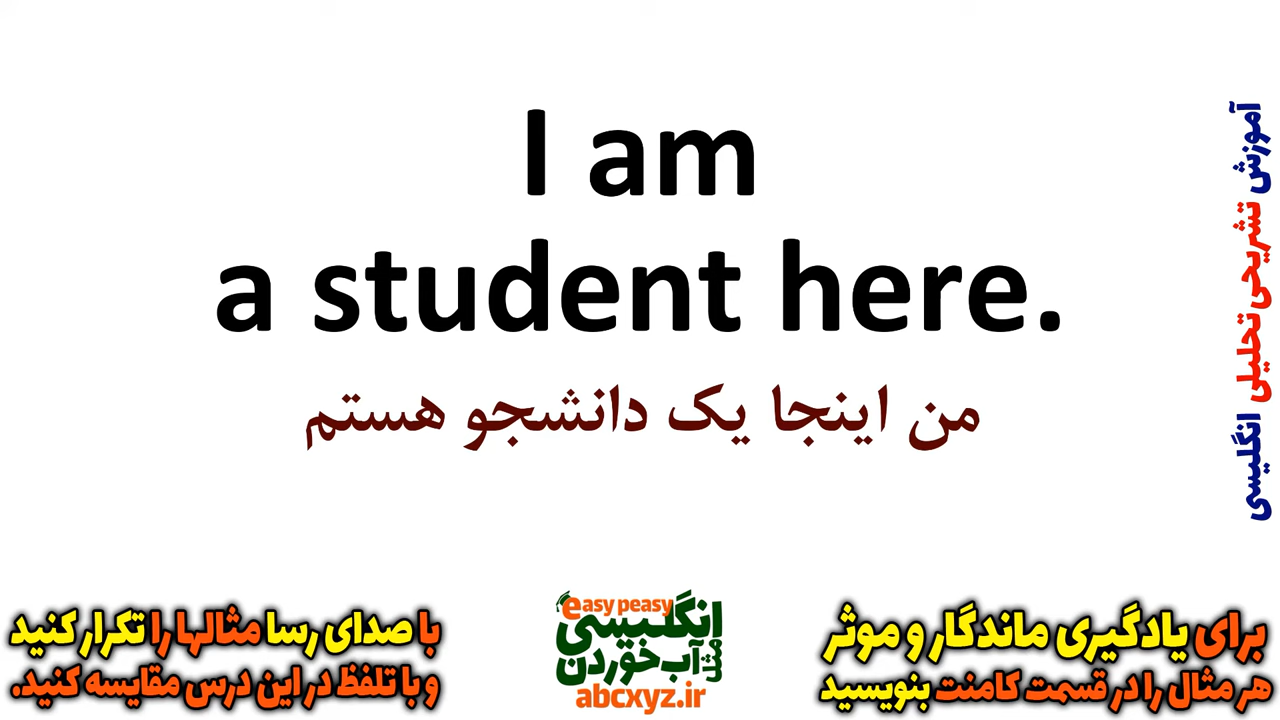 I am
a student here.
من اینجا یک دانشجو هستم
آموزش تشریحی تحلیلی انگلیسی
برای یادگیری ماندگار و موثر
هر مثال را در قسمت کامنت بنویسید
easy peasy
انگلیسی
مثل آب خوردن
abcxyz.ir
با صدای رسا مثالها را تکرار کنید
و با تلفظ در این درس مقایسه کنید.